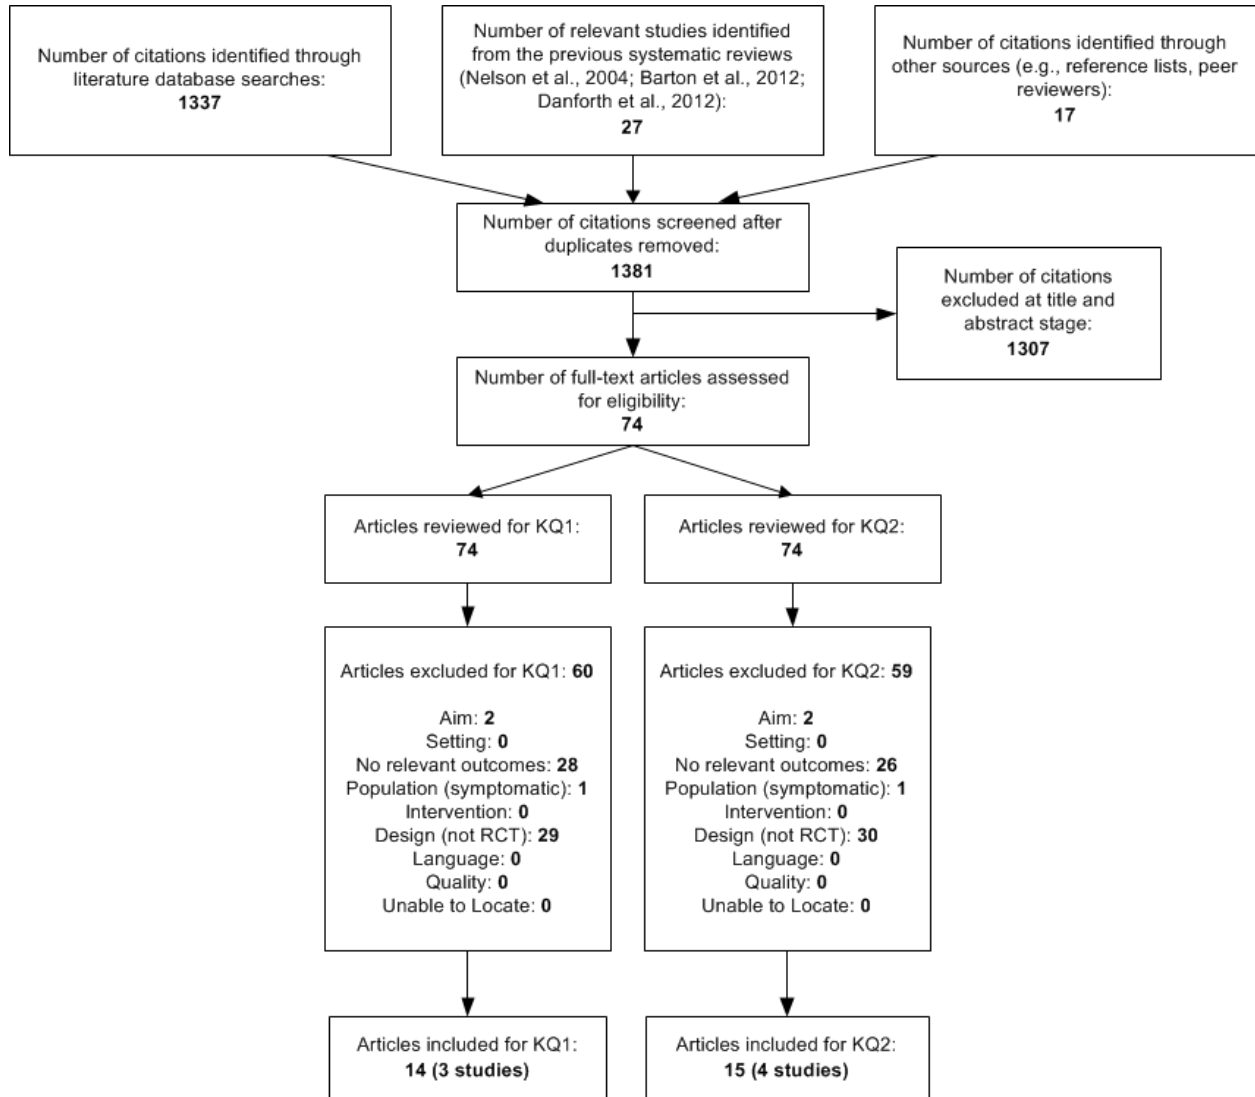 Number of citations identified through
literature database searches:
1337
Number of relevant studies identified
from the previous systematic reviews
(Nelson et al., 2004; Barton et al., 2012;
Danforth et al., 2012):
27
Number of citations identified through
other sources (e.g., reference lists, peer
reviewers):
17
Number of citations screened after
duplicates removed:
1381
Number of citations
excluded at title and
abstract stage:
1307
Number of full-text articles assessed
for eligibility:
74
Articles reviewed for KQ1:
74
Articles reviewed for KQ2:
74
Articles excluded for KQ1: 60
Aim: 2
Setting: 0
No relevant outcomes: 28
Population (symptomatic): 1
Intervention: 0
Design (not RCT): 29
Language: 0
Quality: 0
Unable to Locate: 0
Articles excluded for KQ2: 59
Aim: 2
Setting: 0
No relevant outcomes: 26
Population (symptomatic): 1
Intervention: 0
Design (not RCT): 30
Language: 0
Quality: 0
Unable to Locate: 0
Articles included for KQ1:
14 (3 studies)
Articles included for KQ2:
15 (4 studies)